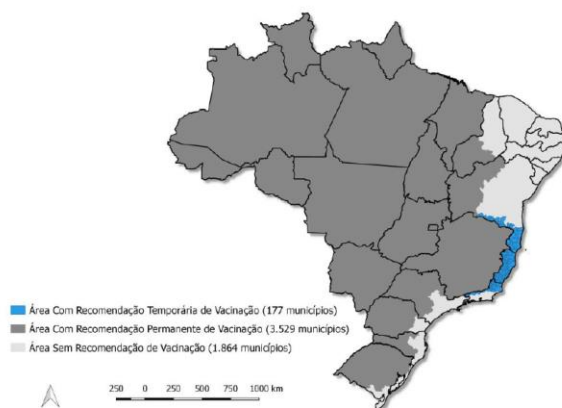 Área Com Recomendação Temporária de Vacinação (177 municípios)
Área Com Recomendação Permanente de Vacinação (3.529 municípios)
Área Sem Recomendação de Vacinação (1.864 municípios)
250 0 250 500 750 1000 km